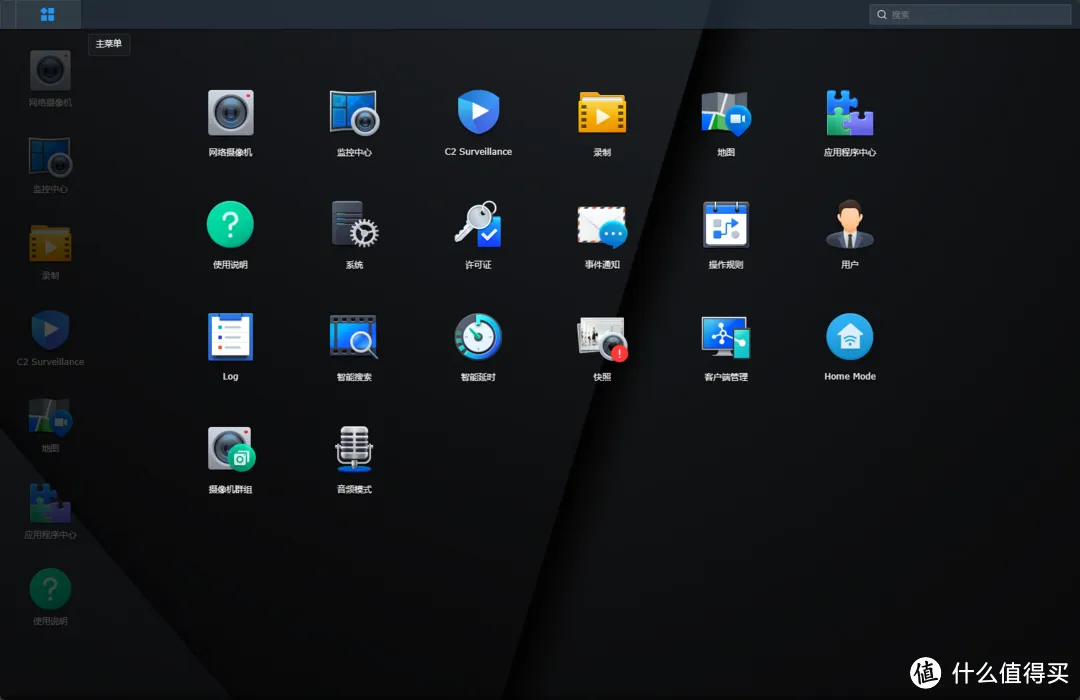 搜索
主菜单
网络摄像机
监控中心
录制
C2 Surveillance
地图
应用程序中心
使用说明
网络摄像机
监控中心
C2 Surveillance
录制
地图
应用程序中心
使用说明
系统
许可证
事件通知
操作规则
用户
Log
智能搜索
智能延时
快照
客户端管理
Home Mode
摄像机群组
音频模式
值 什么值得买